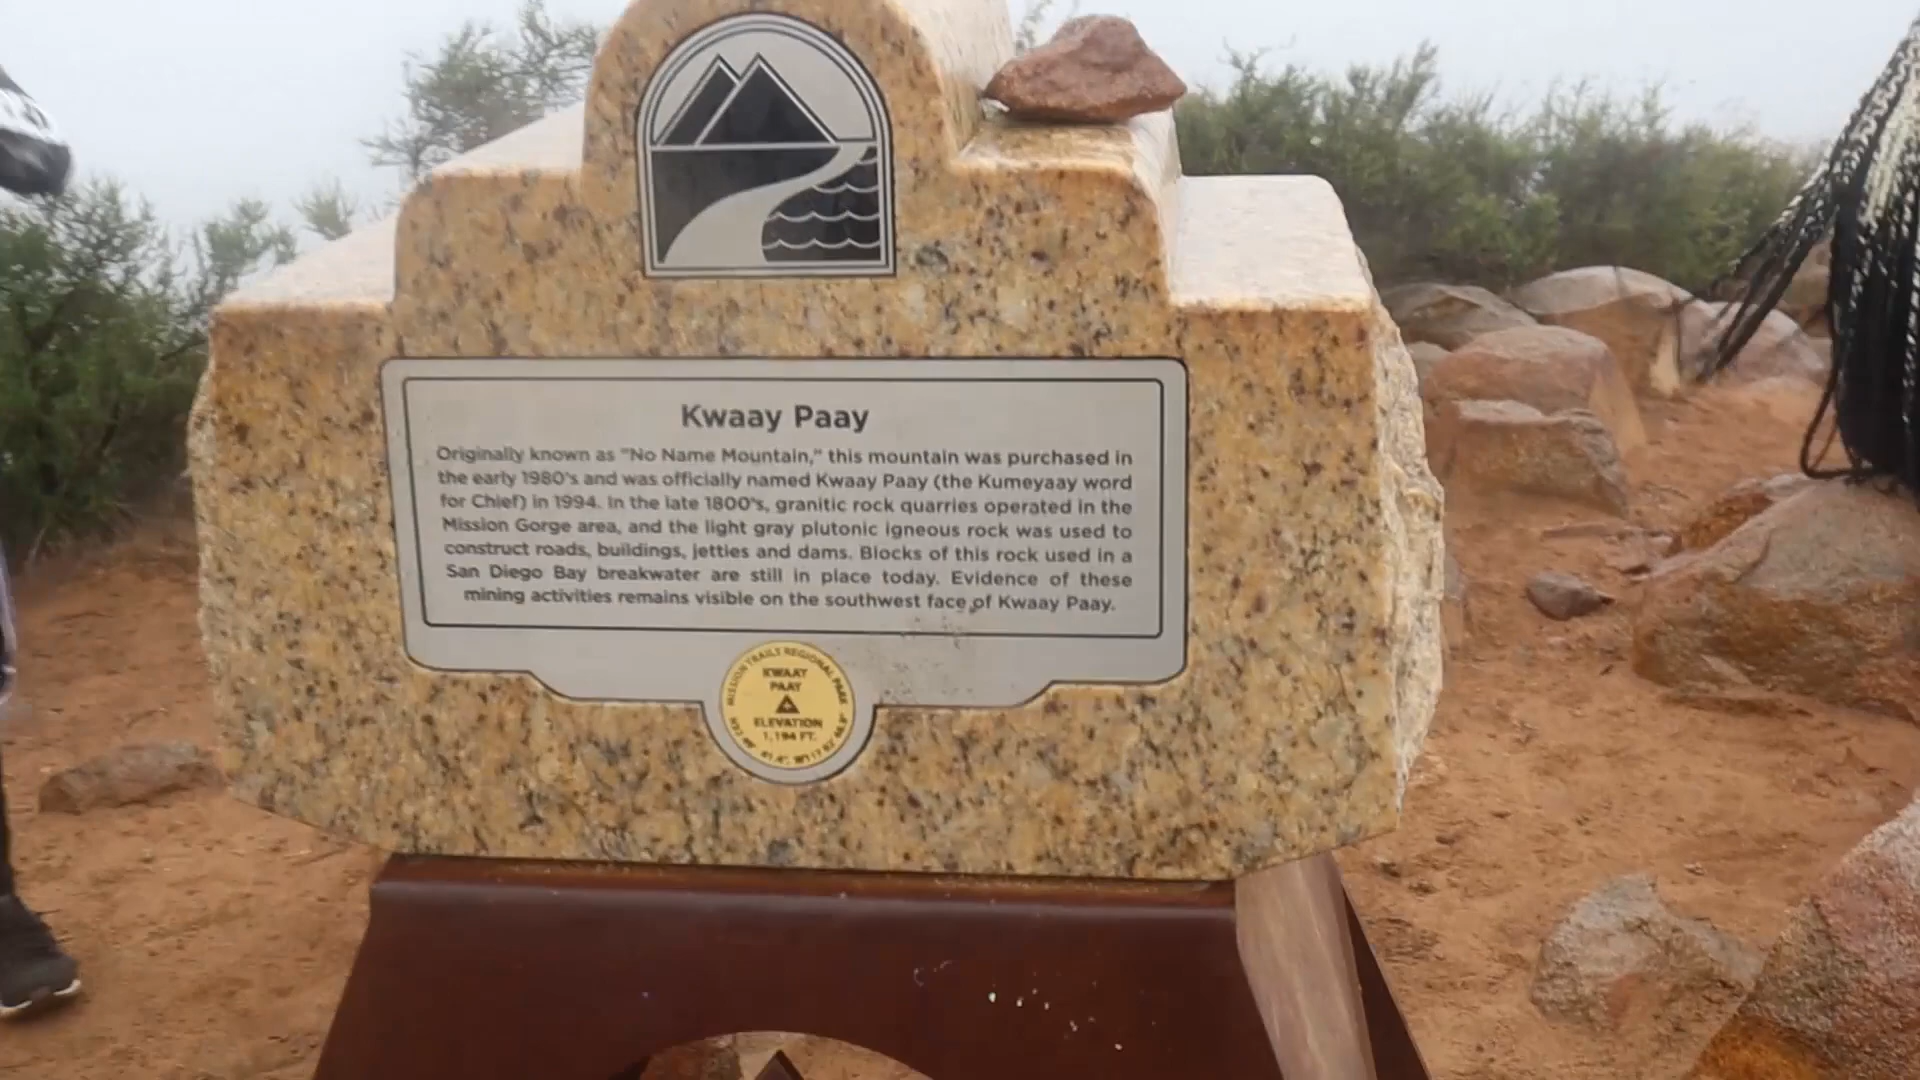 Kwaay Paay
Originally known as "No Name Mountain," this mountain was purchased in
the early 1980's and was officially named Kwaay Paay (the Kumeyaay word
for Chief) in 1994. In the late 1800's, granitic rock quarries operated in the
Mission Gorge area, and the light gray plutonic igneous rock was used to
construct roads, buildings, jetties and dams. Blocks of this rock used in a
San Diego Bay breakwater are still in place today. Evidence of these
mining activities remains visible on the southwest face of Kwaay Paay.
MISSION TRAILS REGIONAL PARK
KWAAY
PAAY
ELEVATION
1,194 FT.